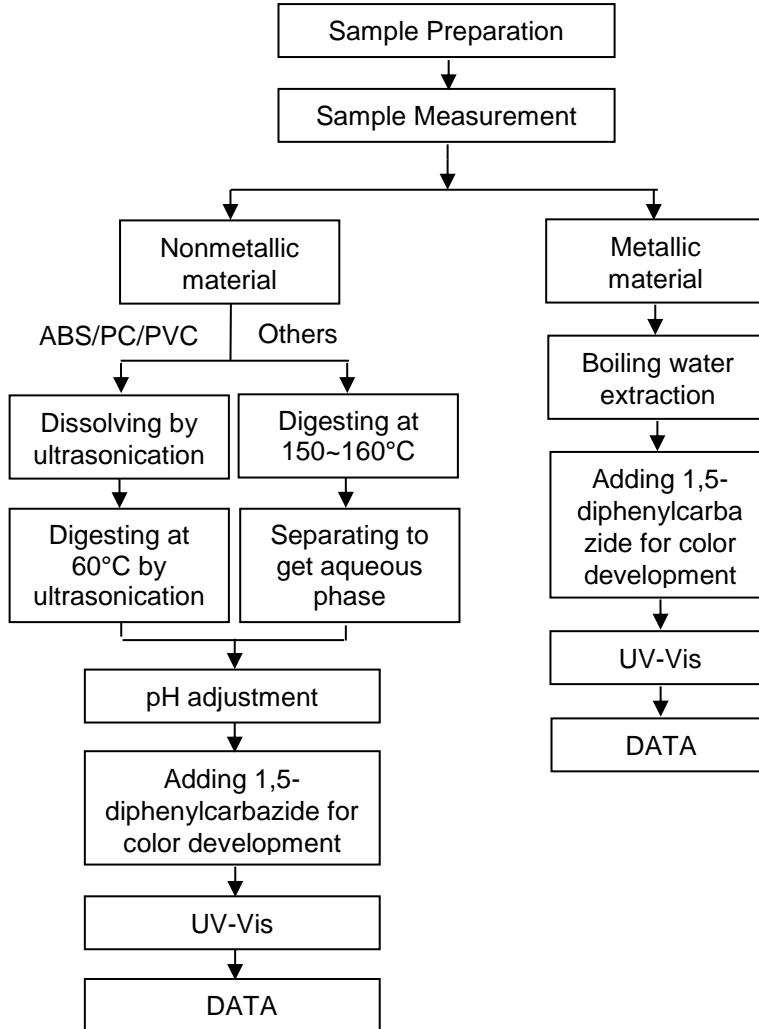 Sample Preparation
Sample Measurement
Nonmetallic
material
Metallic
material
ABS/PC/PVC
Others
Boiling water
extraction
Dissolving by
ultrasonication
Digesting at
150~160°C
Adding 1,5-
diphenylcarba
zide for color
development
Digesting at
60°C by
ultrasonication
Separating to
get aqueous
phase
UV-Vis
pH adjustment
DATA
Adding 1,5-
diphenylcarbazide for
color development
UV-Vis
DATA